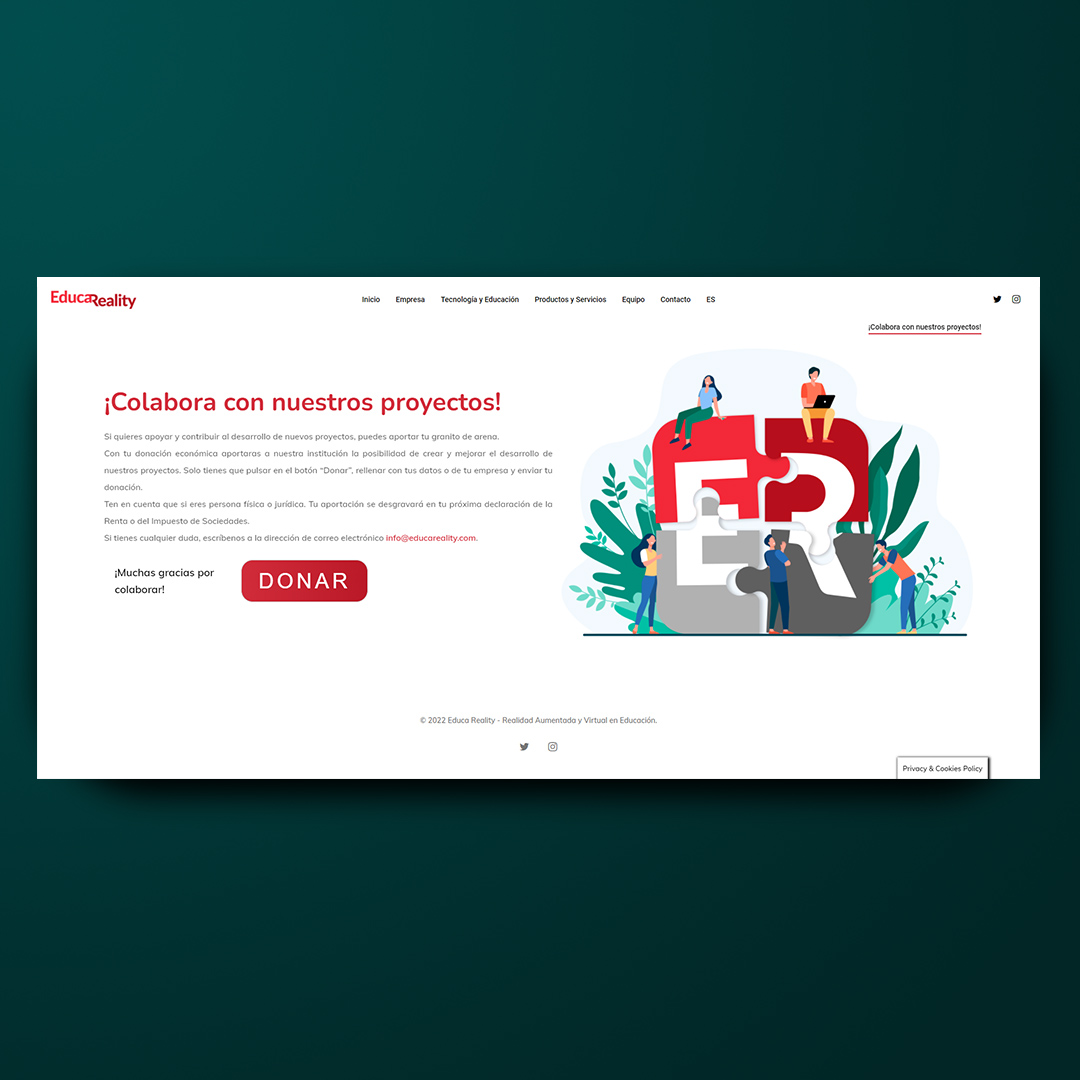 EducaReality
Inicio Empresa Tecnología y Educación Productos y Servicios Equipo Contacto ES
¡Colabora con nuestros proyectos!
¡Colabora con nuestros proyectos!
Si quieres apoyar y contribuir al desarrollo de nuevos proyectos, puedes aportar tu granito de arena.
Con tu donación económica aportaras a nuestra institución la posibilidad de crear y mejorar el desarrollo de
nuestros proyectos. Solo tienes que pulsar en el botón “Donar”, rellenar con tus datos o de tu empresa y enviar tu
donación.
Ten en cuenta que si eres persona física o jurídica. Tu aportación se desgravará en tu próxima declaración de la
Renta o del Impuesto de Sociedades.
Si tienes cualquier duda, escríbenos a la dirección de correo electrónico info@educareality.com.
¡Muchas gracias por
colaborar!
DONAR
ER
© 2022 Educa Reality - Realidad Aumentada y Virtual en Educación.
Privacy & Cookies Policy